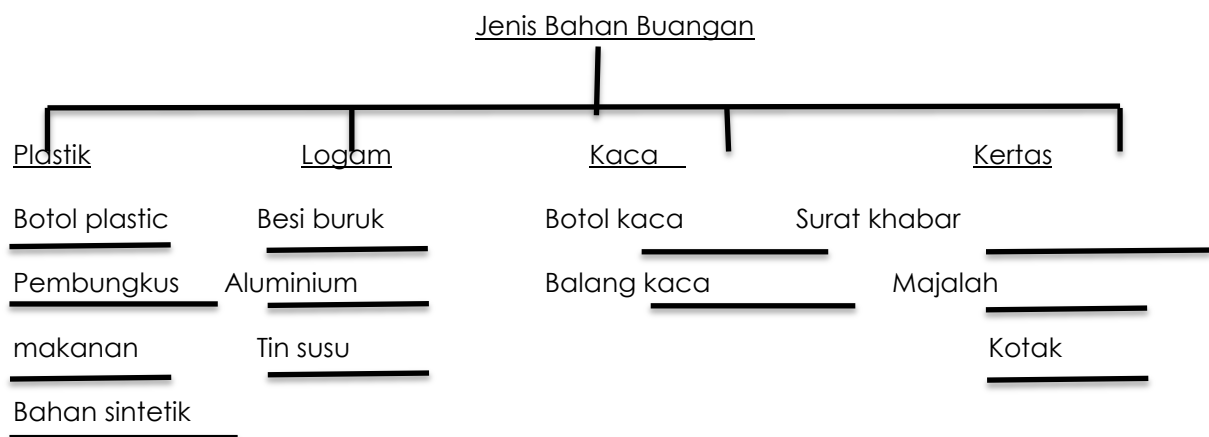 Jenis Bahan Buangan
Plastik Logam Kaca Kertas
Botol plastic Besi buruk Botol kaca Surat khabar
Pembungkus Aluminium Balang kaca Majalah
makanan Tin susu Kotak
Bahan sintetik